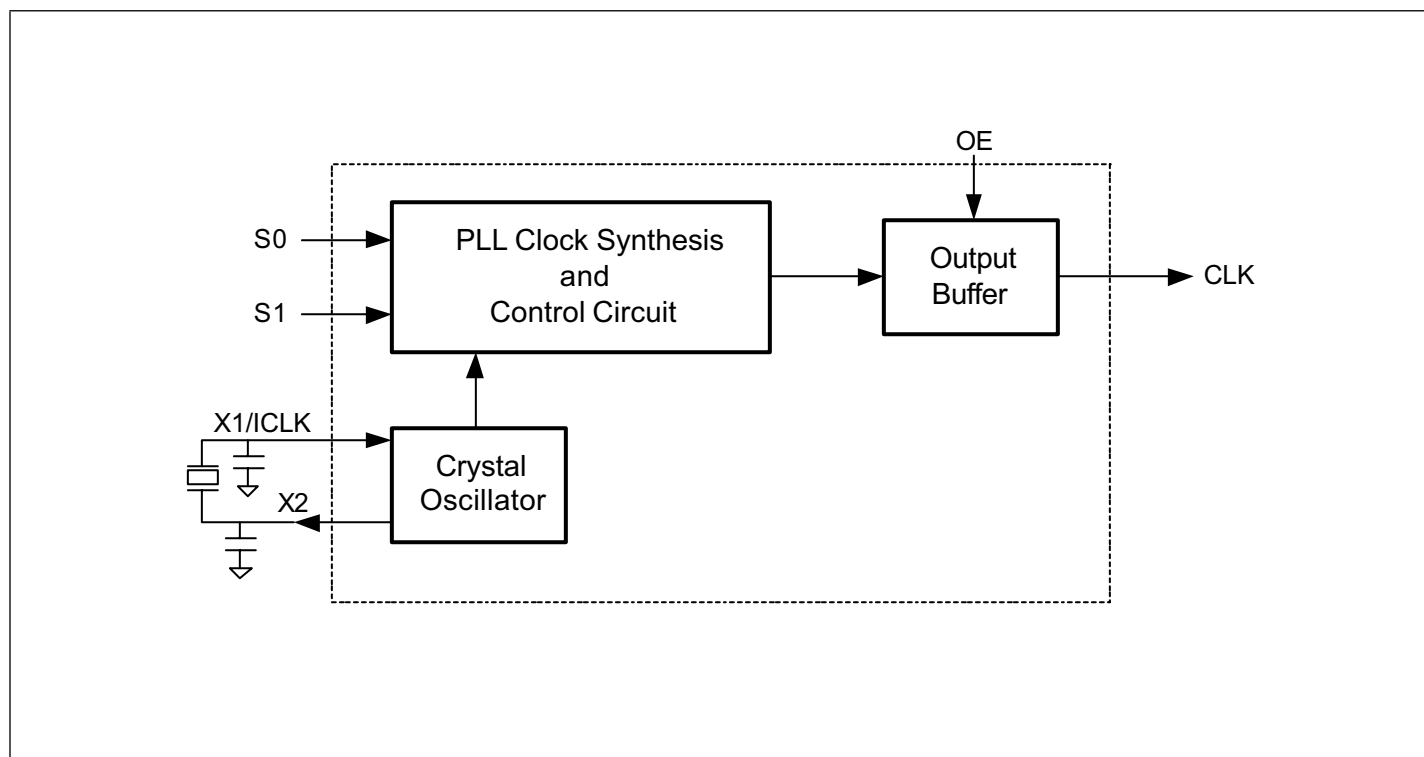 OE
S0
PLL Clock Synthesis
and
Control Circuit
S1
Output
Buffer
CLK
X1/ICLK
Crystal
Oscillator
X2